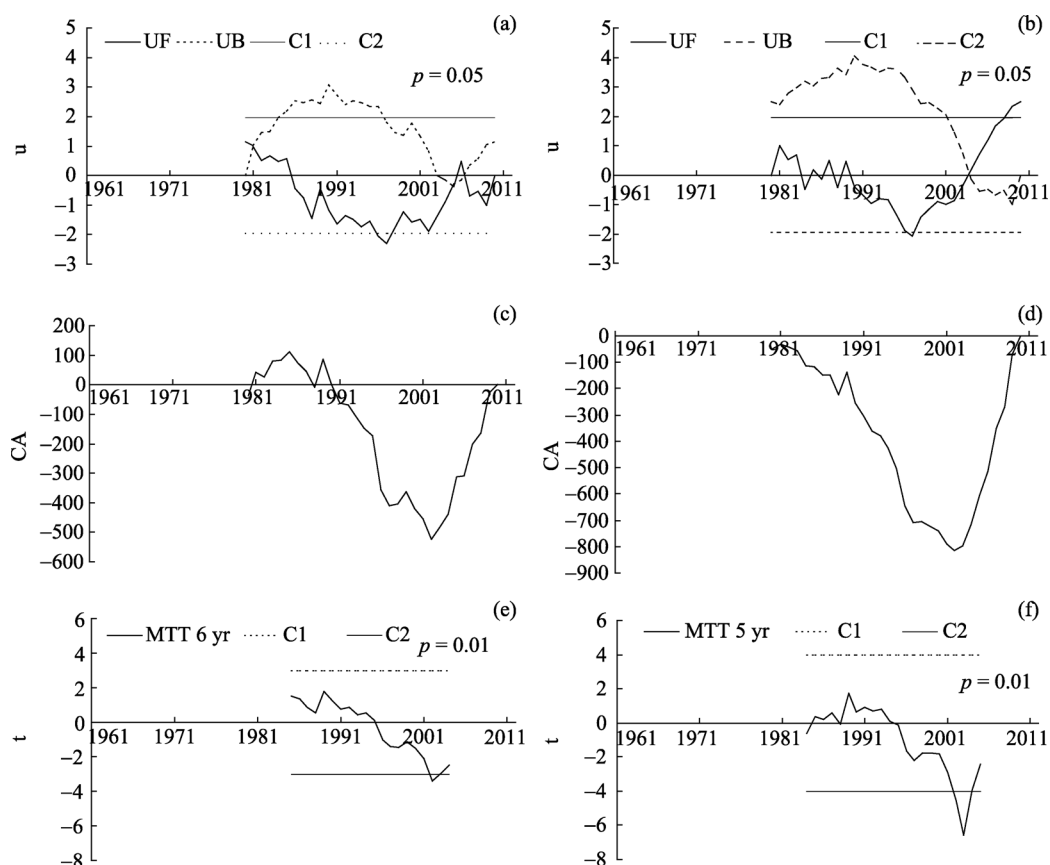 (a)
5
UF UB C1 C2
4
p = 0.05
3
2
1
0
1961 1971 1981 1991 2001 2011
–1
–2
–3
u
(b)
5
UF UB C1 C2
4
p = 0.05
3
2
1
0
1961 1971 1981 1991 2001 2011
–1
–2
–3
u
(c)
200
100
0
1961 1971 1981 1991 2001 2011
–100
–200
–300
–400
–500
–600
CA
(d)
0
1961 1971 1981 1991 2001 2011
–100
–200
–300
–400
–500
–600
–700
–800
–900
CA
(e)
6
MTT 6 yr C1 C2
p = 0.01
4
2
0
1961 1971 1981 1991 2001 2011
–2
–4
–6
–8
t
(f)
6
MTT 5 yr C1 C2
4
p = 0.01
2
0
1961 1971 1981 1991 2001 2011
–2
–4
–6
–8
t